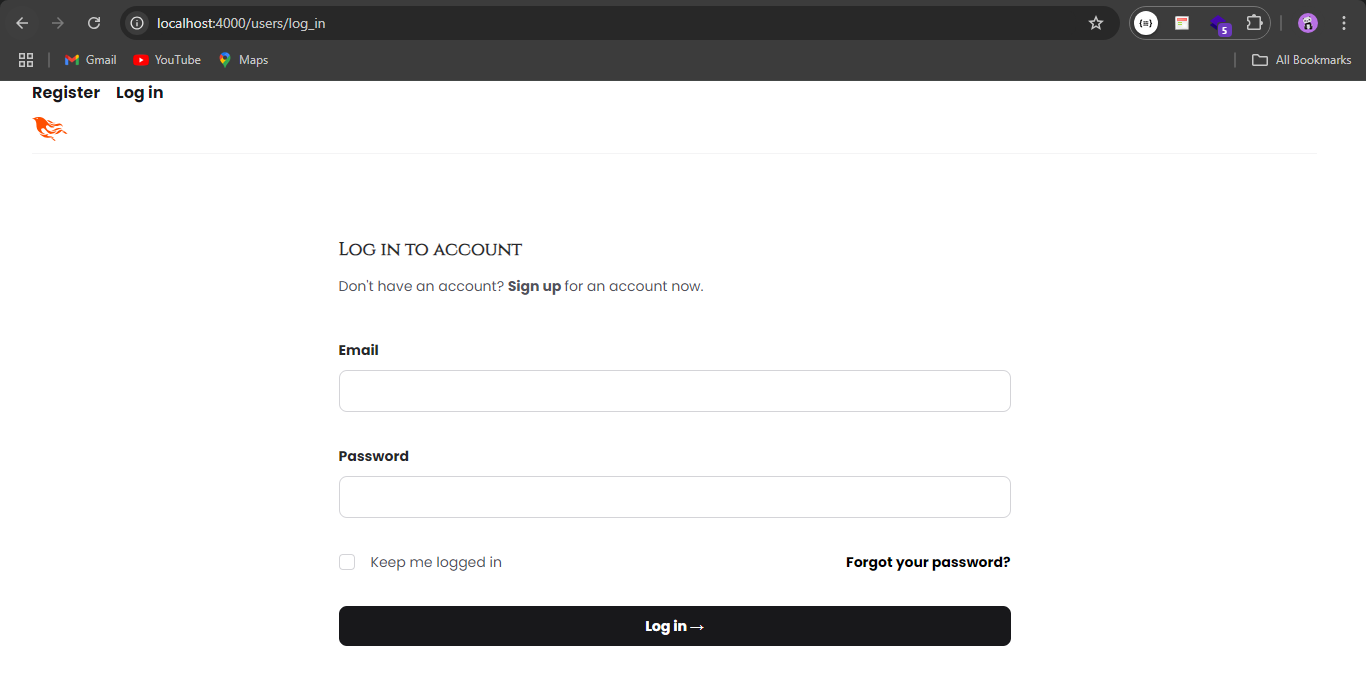 localhost:4000/users/log_in
5
Gmail YouTube Maps All Bookmarks
Register Log in
Log in to account
Don't have an account? Sign up for an account now.
Email
Password
Keep me logged in Forgot your password?
Log in →